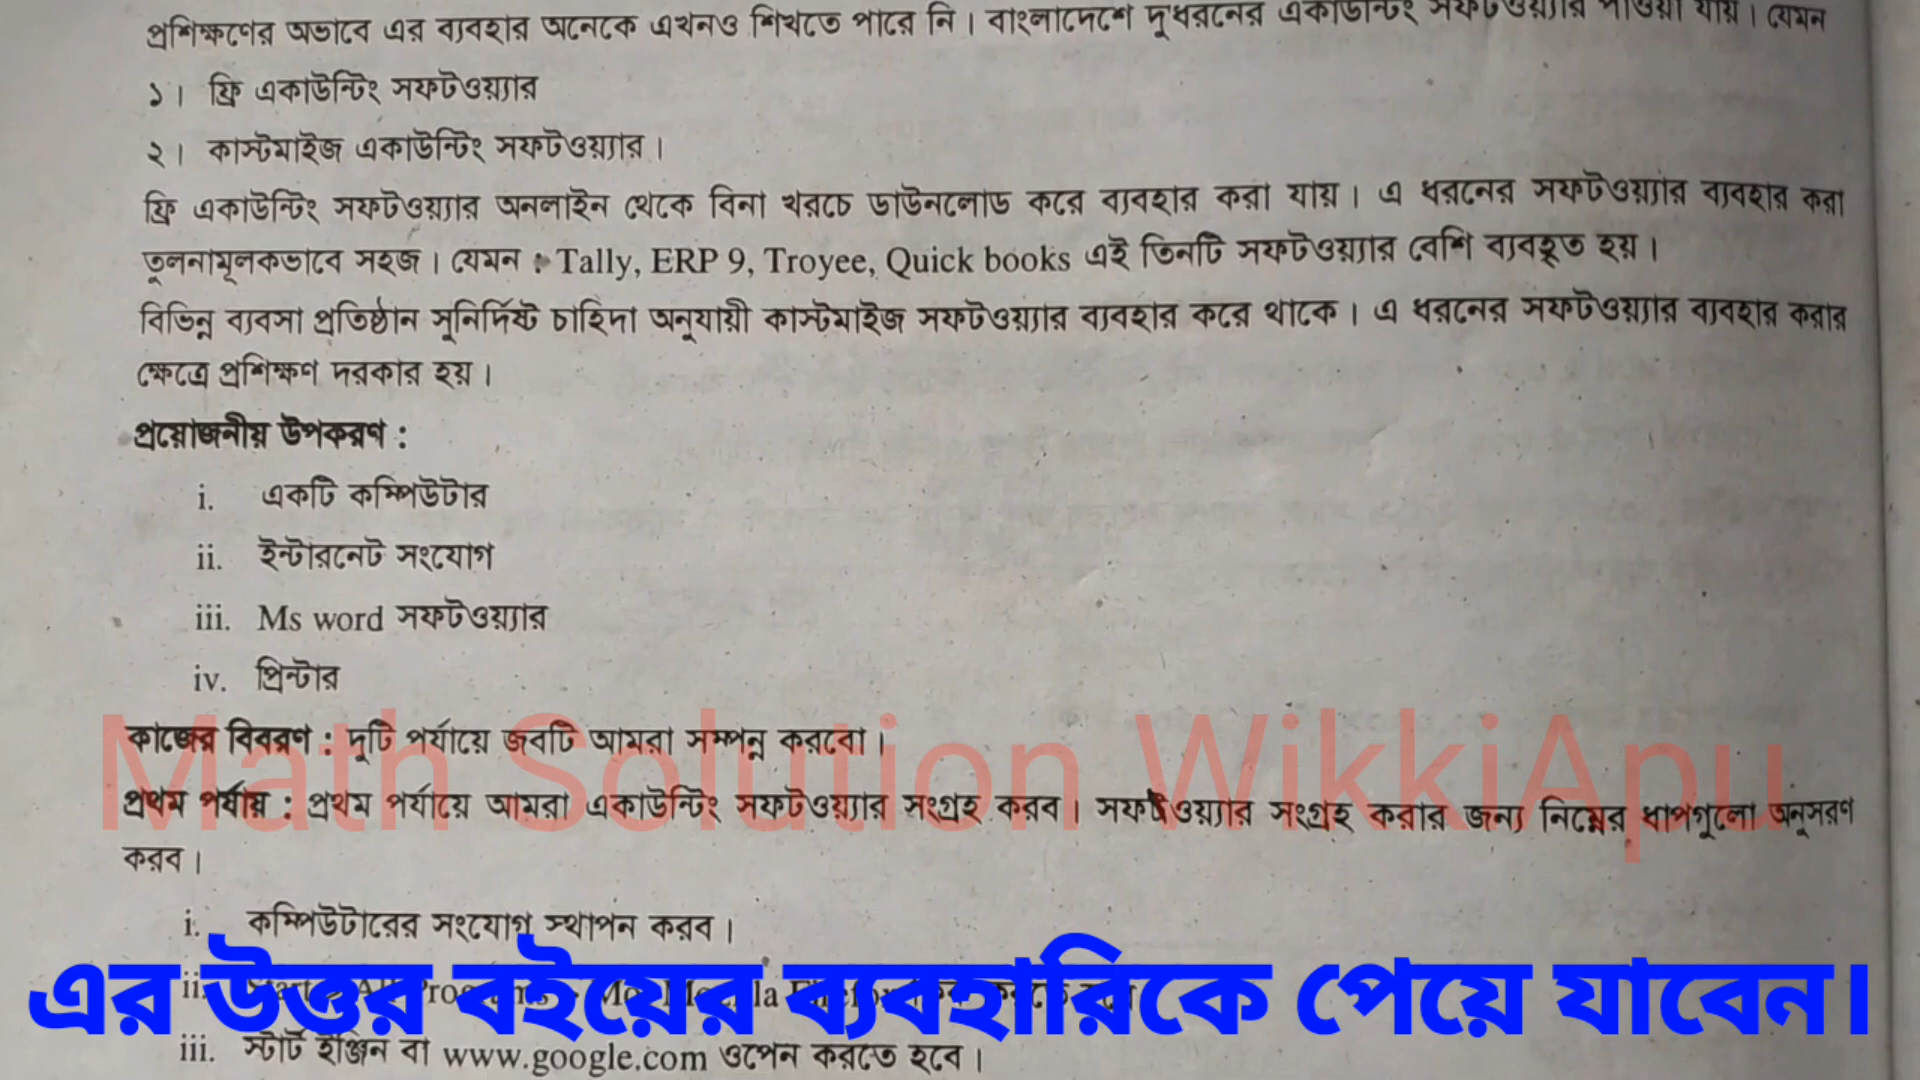 প্রশিক্ষণের অভাবে এর ব্যবহার অনেকে এখনও শিখতে পারে নি। বাংলাদেশে দু'ধরনের একাউন্টিং সফটওয়্যার পাওয়া যায়। যেমন
১। ফ্রি একাউন্টিং সফটওয়্যার
২। কাস্টমাইজ একাউন্টিং সফটওয়্যার।
ফ্রি একাউন্টিং সফটওয়্যার অনলাইন থেকে বিনা খরচে ডাউনলোড করে ব্যবহার করা যায়। এ ধরনের সফটওয়্যার ব্যবহার করা
তুলনামূলকভাবে সহজ। যেমন : Tally, ERP 9, Troyee, Quick books এই তিনটি সফটওয়্যার বেশি ব্যবহৃত হয়।
বিভিন্ন ব্যবসা প্রতিষ্ঠান সুনির্দিষ্ট চাহিদা অনুযায়ী কাস্টমাইজ সফটওয়্যার ব্যবহার করে থাকে। এ ধরনের সফটওয়্যার ব্যবহার করার
ক্ষেত্রে প্রশিক্ষণ দরকার হয়।
প্রয়োজনীয় উপকরণ :
i. একটি কম্পিউটার
ii. ইন্টারনেট সংযোগ
iii. Ms word সফটওয়্যার
iv. প্রিন্টার
Math Solution WikkiApu
কাজের বিবরণ : দুটি পর্যায়ে জবটি আমরা সম্পন্ন করবো।
প্রথম পর্যায় : প্রথম পর্যায়ে আমরা একাউন্টিং সফটওয়্যার সংগ্রহ করব। সফটওয়্যার সংগ্রহ করার জন্য নিম্নের ধাপগুলো অনুসরণ
করব।
i. কম্পিউটারের সংযোগ স্থাপন করব।
ii.
এর উত্তর বইয়ের ব্যবহারিকে পেয়ে যাবেন।
iii. স্টার্ট ইঞ্জিন বা www.google.com ওপেন করতে হবে।